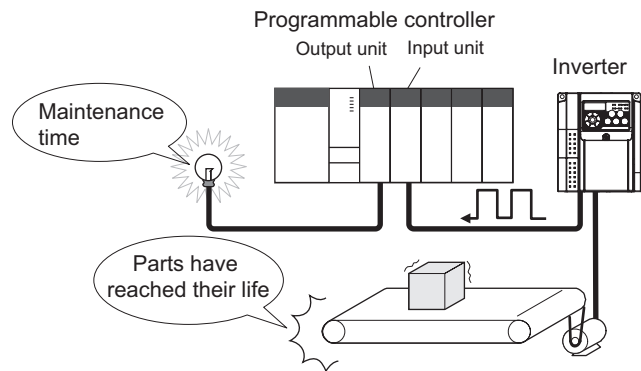 Programmable controller
Output unit
Input unit
Inverter
Maintenance
time
Parts have
reached their life